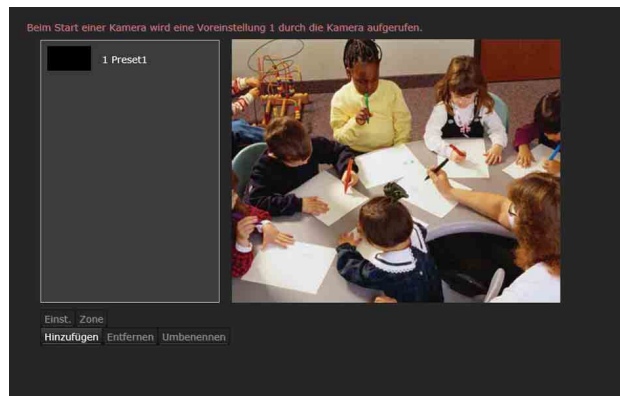 Beim Start einer Kamera wird eine Voreinstellung 1 durch die Kamera aufgerufen.
1 Preset1
Einst. Zone
Hinzufügen Entfernen Umbenennen